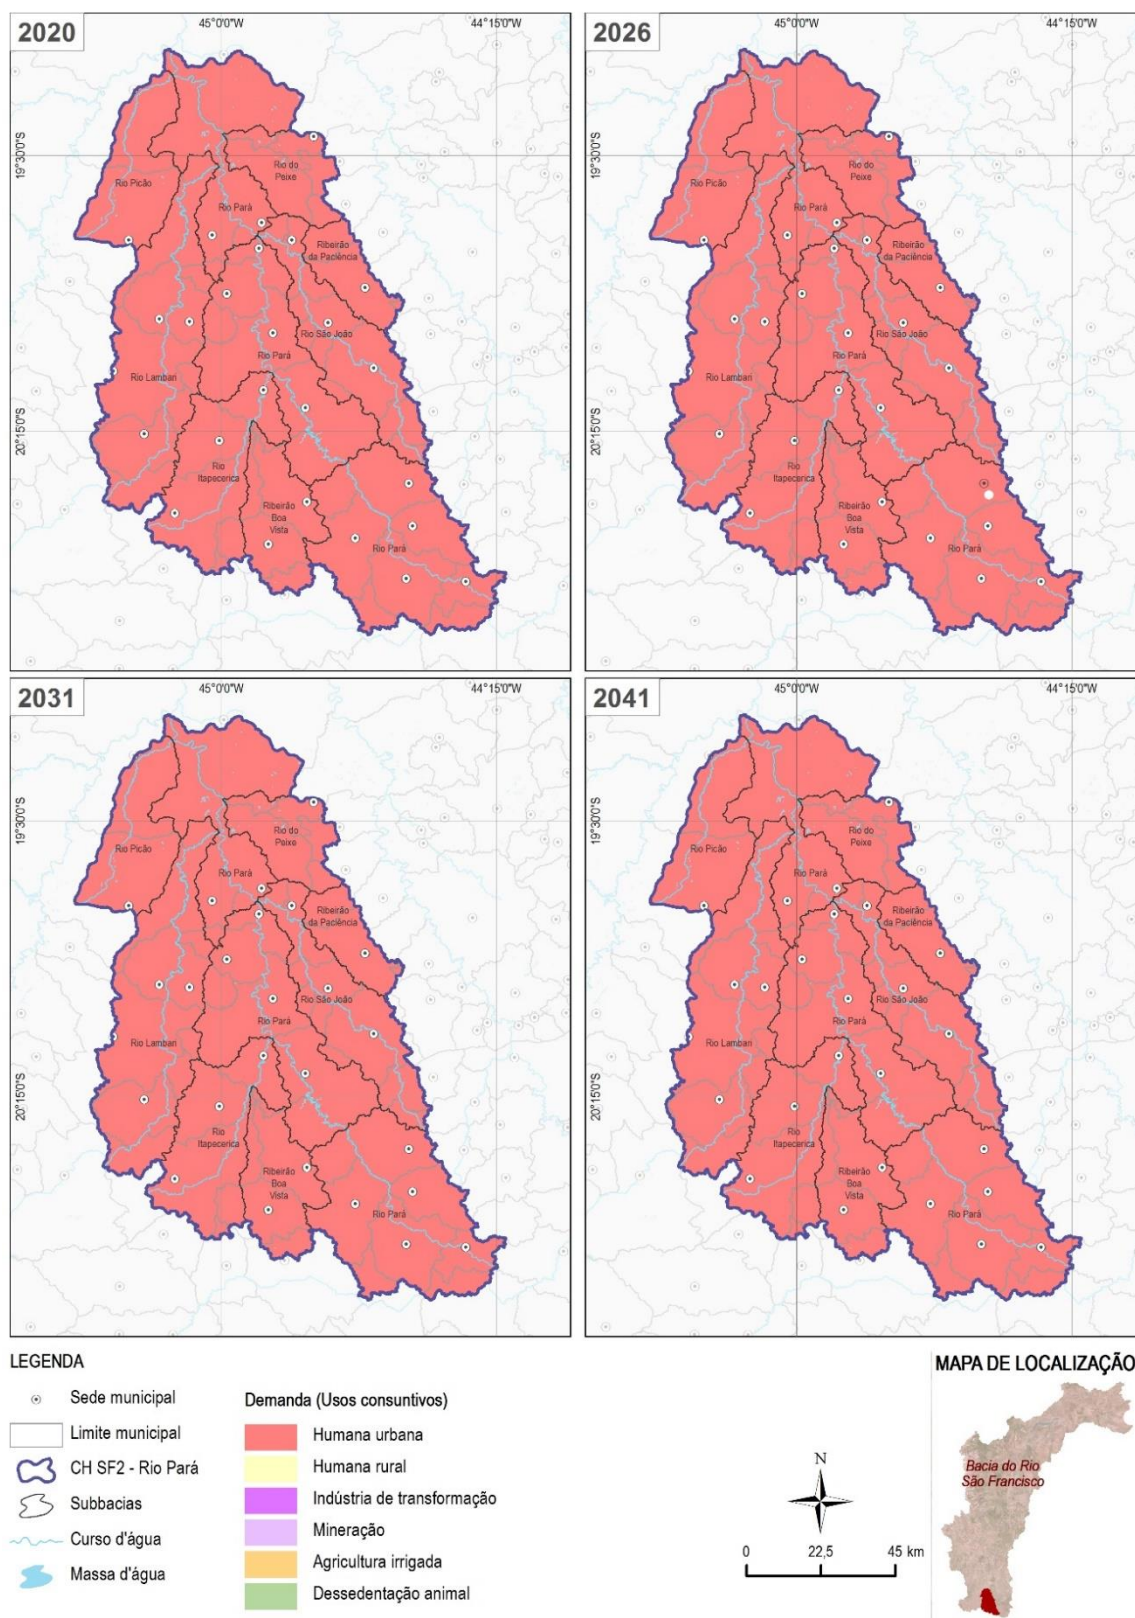 2020
45°00'0"W
44°15'0"W
19°30'0"S
20°15'0"S
Rio Picão
Rio do
Peixe
Rio Pará
Ribeirão
da Paciência
Rio São João
Rio Pará
Rio Lambari
Rio
Itapecerica
Ribeirão
Boa
Vista
Rio Pará
2026
45°00'0"W
44°15'0"W
19°30'0"S
20°15'0"S
Rio Picão
Rio do
Peixe
Rio Pará
Ribeirão
da Paciência
Rio São João
Rio Pará
Rio Lambari
Rio
Itapecerica
Ribeirão
Boa
Vista
Rio Pará
2031
45°00'0"W
44°15'0"W
19°30'0"S
20°15'0"S
Rio Picão
Rio do
Peixe
Rio Pará
Ribeirão
da Paciência
Rio São João
Rio Pará
Rio Lambari
Rio
Itapecerica
Ribeirão
Boa
Vista
Rio Pará
2041
45°00'0"W
44°15'0"W
19°30'0"S
20°15'0"S
Rio Picão
Rio do
Peixe
Rio Pará
Ribeirão
da Paciência
Rio São João
Rio Pará
Rio Lambari
Rio
Itapecerica
Ribeirão
Boa
Vista
Rio Pará
LEGENDA
Sede municipal
Limite municipal
CH SF2 - Rio Pará
Subbacias
Curso d'água
Massa d'água
Demanda (Usos consuntivos)
Humana urbana
Humana rural
Indústria de transformação
Mineração
Agricultura irrigada
Dessedentação animal
N
0 22,5 45 km
MAPA DE LOCALIZAÇÃO
Bacia do Rio
São Francisco